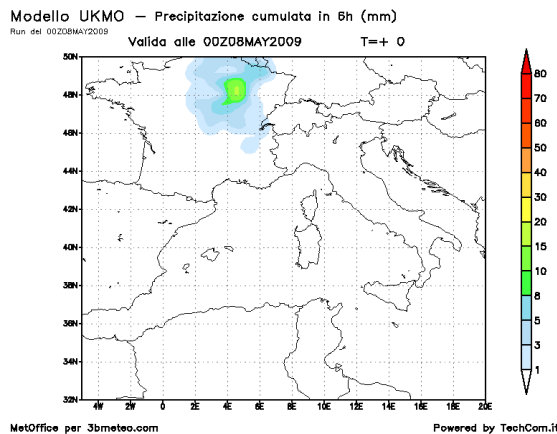 Modello UKMO – Precipitazione cumulata in 6h (mm)
Run del 00Z08MAY2009
Valida alle 00Z08MAY2009 T=+ 0
50N
48N
46N
44N
42N
40N
38N
36N
34N
32N
4W 2W 0 2E 4E 6E 8E 10E 12E 14E 16E 18E 20E
80
70
60
50
40
30
20
15
10
8
5
3
1
MetOffice per 3bmeteo.com Powered by TechCom.it